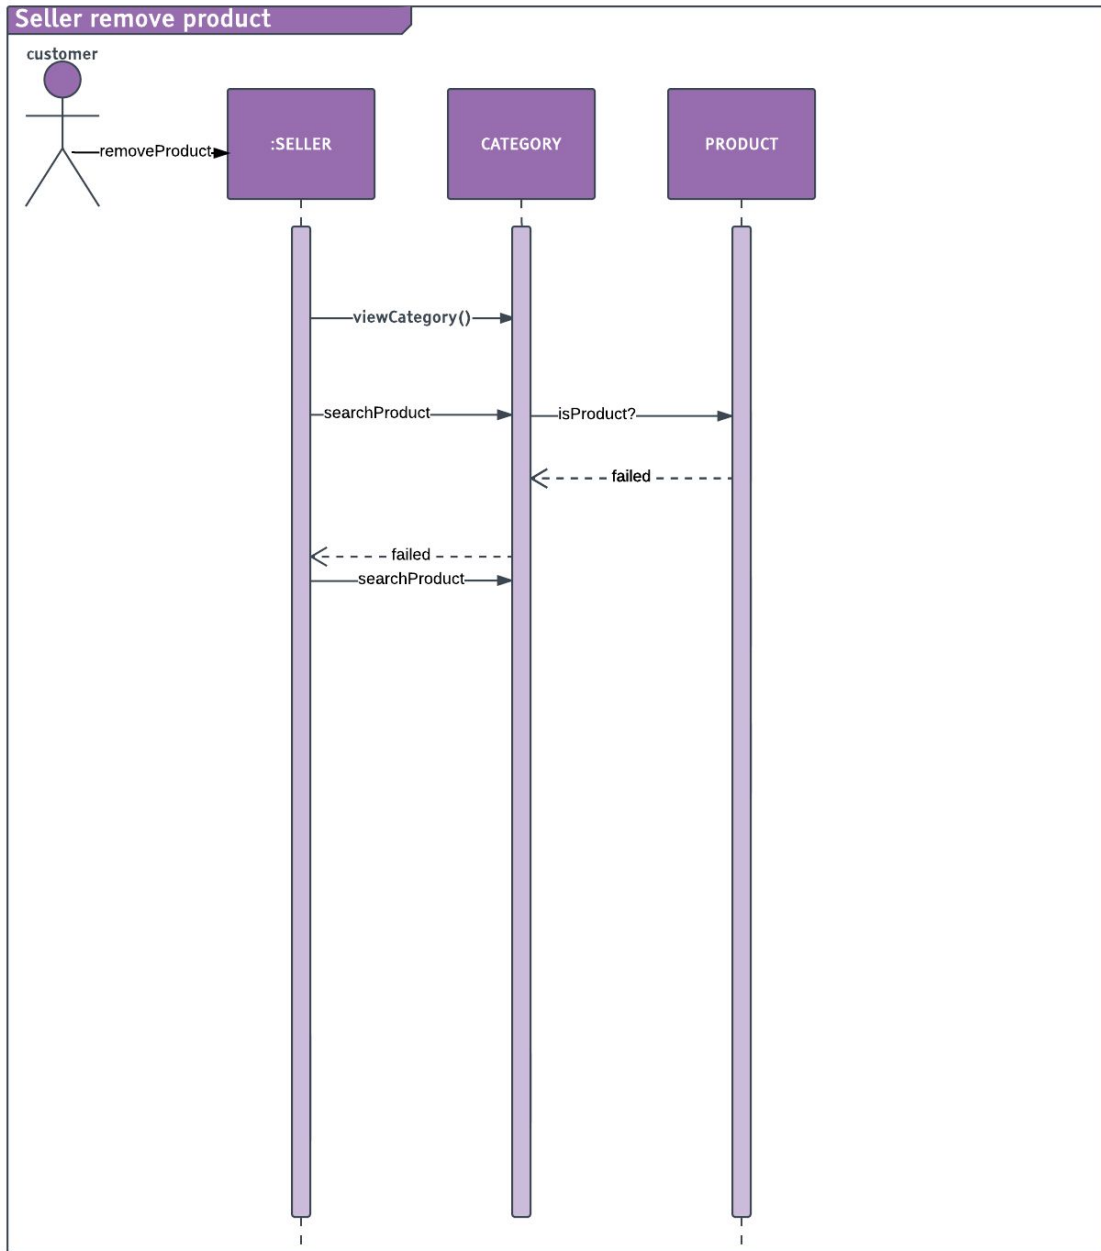 Seller remove product
customer
removeProduct
:SELLER
CATEGORY
PRODUCT
viewCategory()
searchProduct
isProduct?
failed
failed
searchProduct